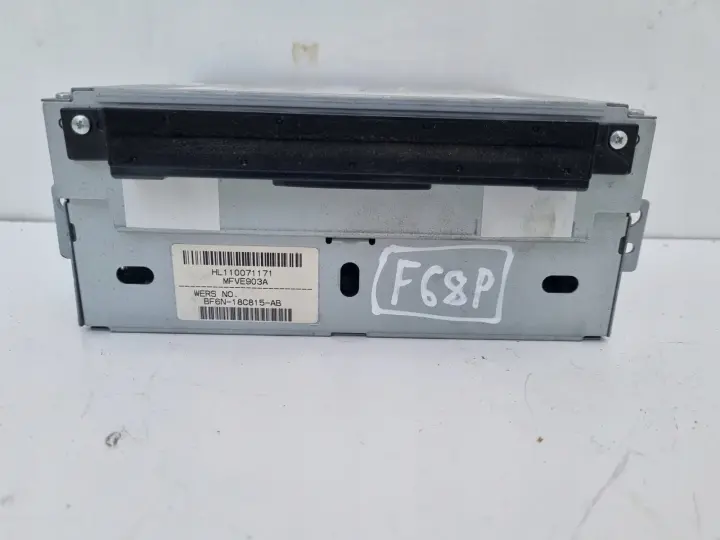 HL110071171
MFVE903A
WERS NO.
BF6N-18C815-AB
F68P